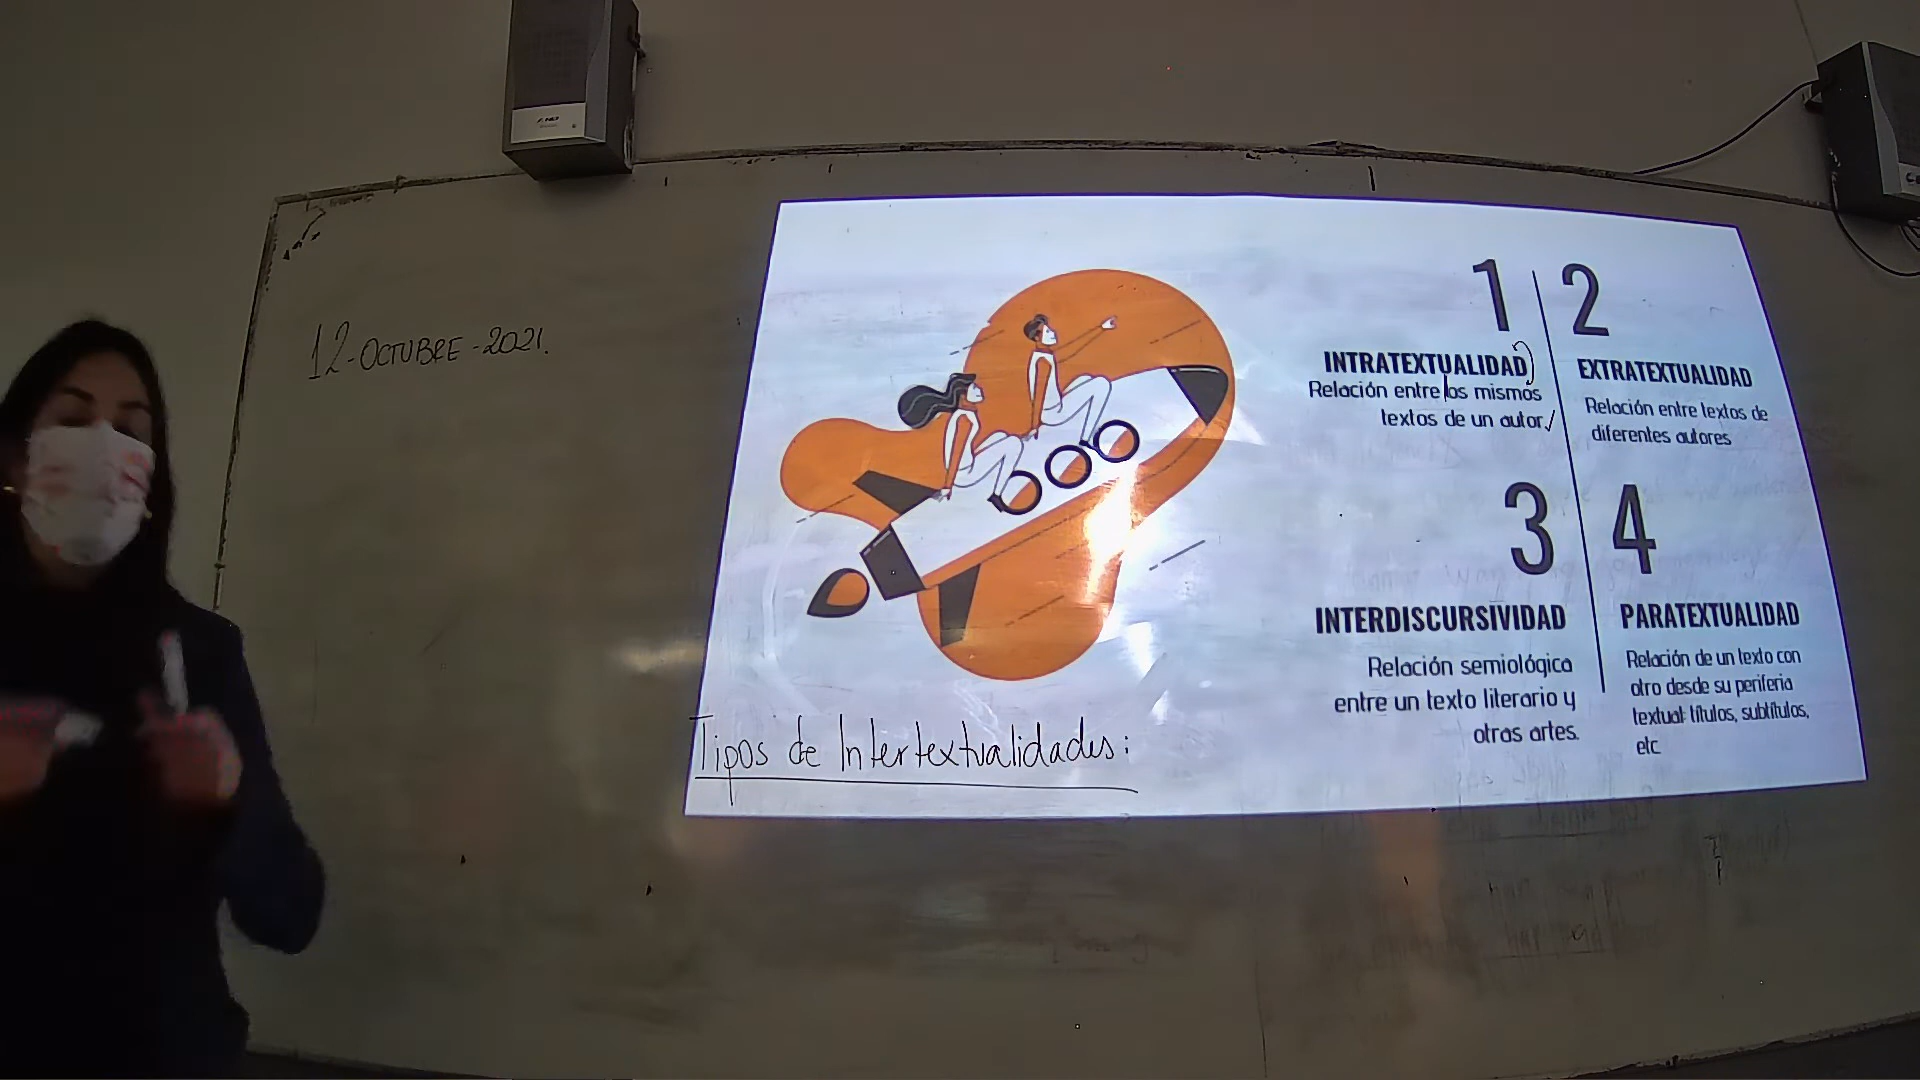 12-OCTUBRE-2021.
1
INTRATEXTUALIDAD
Relación entre los mismos
textos de un autor
2
EXTRATEXTUALIDAD
Relación entre textos de
diferentes autores
3
INTERDISCURSIVIDAD
Relación semiológica
entre un texto literario y
otras artes.
4
PARATEXTUALIDAD
Relación de un texto con
otro desde su periferia
textual: títulos, subtítulos,
etc
Tipos de Intertextualidades: